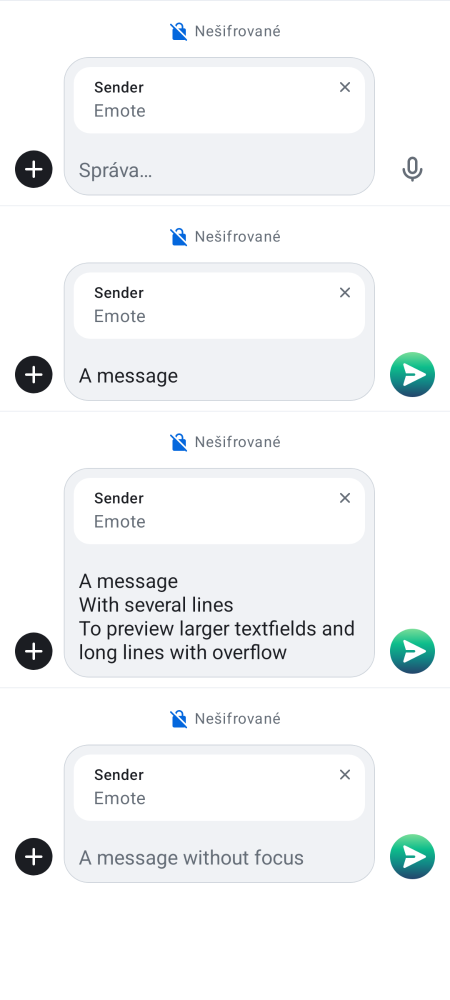 Nešifrované
Sender
Emote
Správa…
Nešifrované
Sender
Emote
A message
Nešifrované
Sender
Emote
A message
With several lines
To preview larger textfields and
long lines with overflow
Nešifrované
Sender
Emote
A message without focus